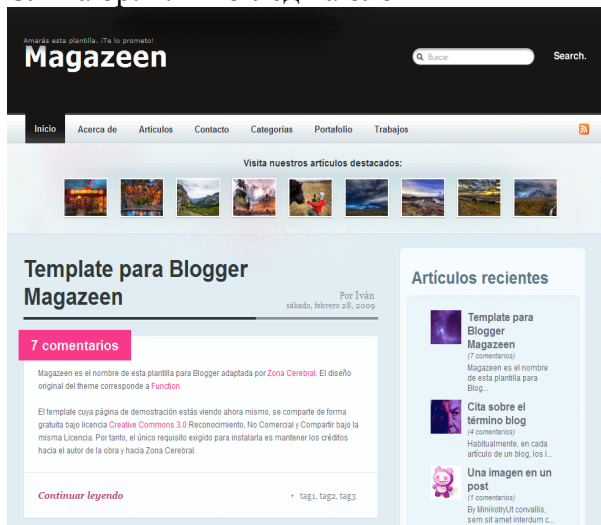 Amarás esta plantilla. ¡Te lo prometo!
Magazeen
Buscar
Search.
Inicio
Acerca de
Artículos
Contacto
Categorias
Portafolio
Trabajos
Visita nuestros artículos destacados:
Template para Blogger
Magazeen
Por Iván
sábado, febrero 28, 2009
7 comentarios
Magazeen es el nombre de esta plantilla para Blogger adaptada por Zona Cerebral. El diseño
original del theme corresponde a Function.
El template cuya página de demostración estás viendo ahora mismo, se comparte de forma
gratuita bajo licencia Creative Commons 3.0 Reconocimiento, No Comercial y Compartir bajo la
misma Licencia. Por tanto, el único requisito exigido para instalarla es mantener los créditos
hacia el autor de la obra y hacia Zona Cerebral.
Continuar leyendo
+ tag1, tag2, tag3
Artículos recientes
Template para
Blogger
Magazeen
(7 comentarios)
Magazeen es el nombre
de esta plantilla para
Blog...
Cita sobre el
término blog
(4 comentarios)
Habitualmente, en cada
artículo de un blog, los l...
Una imagen en un
post
(1 comentarios)
By MinikotryUt convallis,
sem sit amet interdum c...